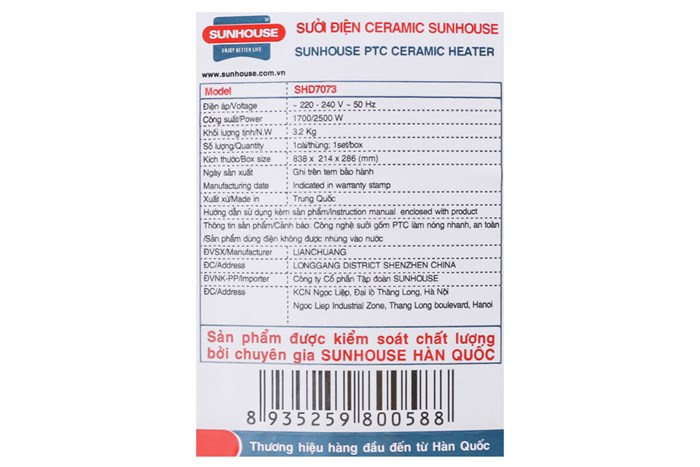 SUNHOUSE
ENJOY BETTER LIFE
www.sunhouse.com.vn
SƯỞI ĐIỆN CERAMIC SUNHOUSE
SUNHOUSE PTC CERAMIC HEATER
Model SHD7073
Điện áp/Voltage ~ 220 - 240 V ~ 50 Hz
Công suất/Power 1700/2500 W
Khối lượng tịnh/N.W 3.2 Kg
Số lượng/Quantity 1cái/thùng; 1set/box
Kích thước/Box size 838 x 214 x 286 (mm)
Ngày sản xuất Ghi trên tem bảo hành
Manufacturing date Indicated in warranty stamp
Xuất xứ/Made in Trung Quốc
Hướng dẫn sử dụng kèm sản phẩm/Instruction manual enclosed with product
Thông tin sản phẩm/Cảnh báo: Công nghệ sưởi gốm PTC làm nóng nhanh, an toàn
/Sản phẩm dùng điện không được nhúng vào nước
ĐVSX/Manufacturer LIANCHUANG
ĐC/Address LONGGANG DISTRICT SHENZHEN CHINA
ĐVNK-PP/Importer Công ty Cổ phần Tập đoàn SUNHOUSE
ĐC/Address KCN Ngọc Liệp, Đại lộ Thăng Long, Hà Nội
Ngoc Liep Industrial Zone, Thang Long boulevard, Hanoi
Sản phẩm được kiểm soát chất lượng
bởi chuyên gia SUNHOUSE HÀN QUỐC
8 935259 800588
Thương hiệu hàng đầu đến từ Hàn Quốc